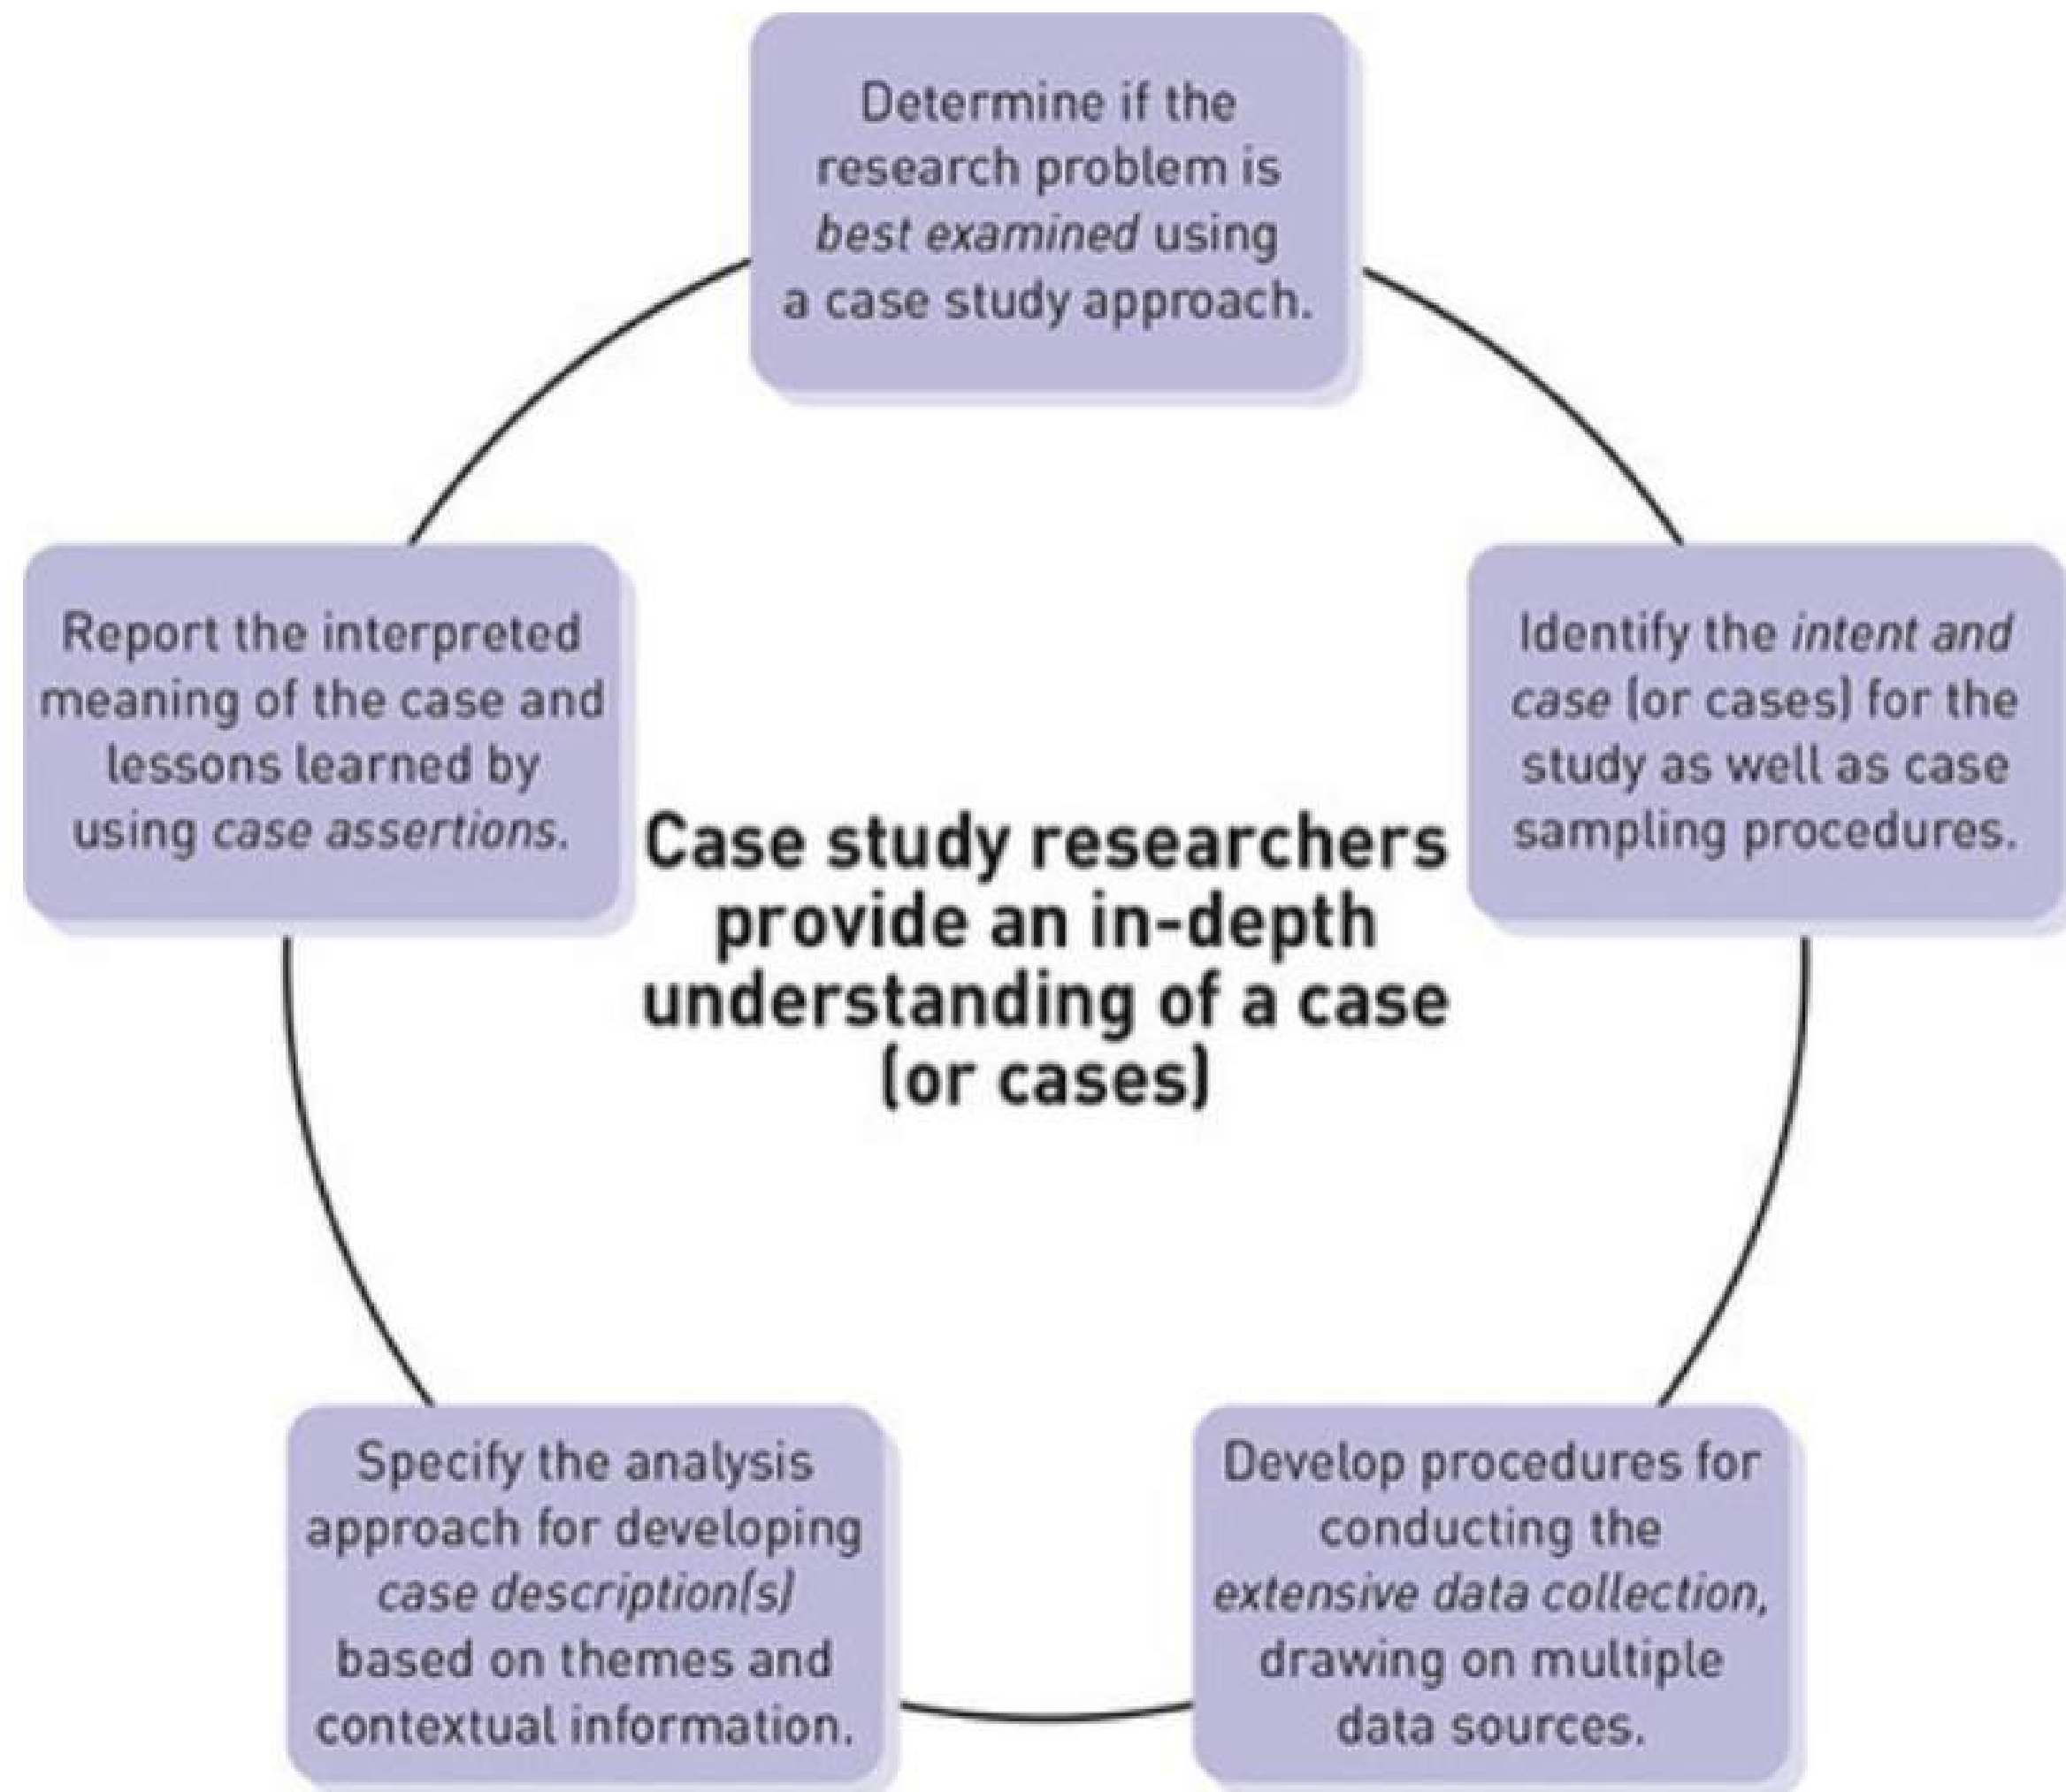 Determine if the
research problem is
best examined using
a case study approach.
Identify the intent and
case (or cases) for the
study as well as case
sampling procedures.
Develop procedures for
conducting the
extensive data collection,
drawing on multiple
data sources.
Specify the analysis
approach for developing
case description(s)
based on themes and
contextual information.
Report the interpreted
meaning of the case and
lessons learned by
using case assertions.
Case study researchers
provide an in-depth
understanding of a case
(or cases)